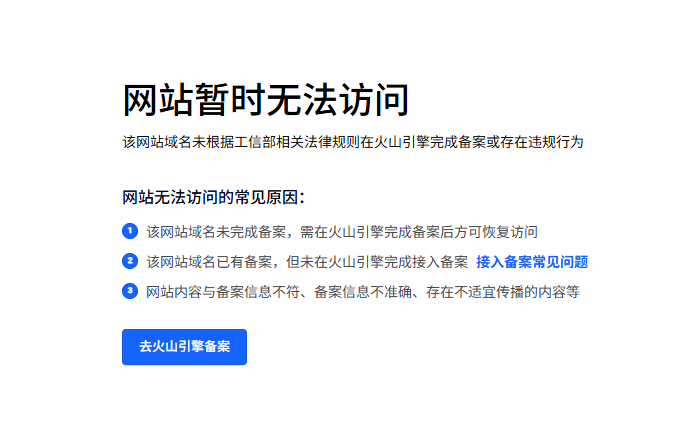 网站暂时无法访问
该网站域名未根据工信部相关法律规则在火山引擎完成备案或存在违规行为
网站无法访问的常见原因：
1 该网站域名未完成备案，需在火山引擎完成备案后方可恢复访问
2 该网站域名已有备案，但未在火山引擎完成接入备案 接入备案常见问题
3 网站内容与备案信息不符、备案信息不准确、存在不适宜传播的内容等
去火山引擎备案